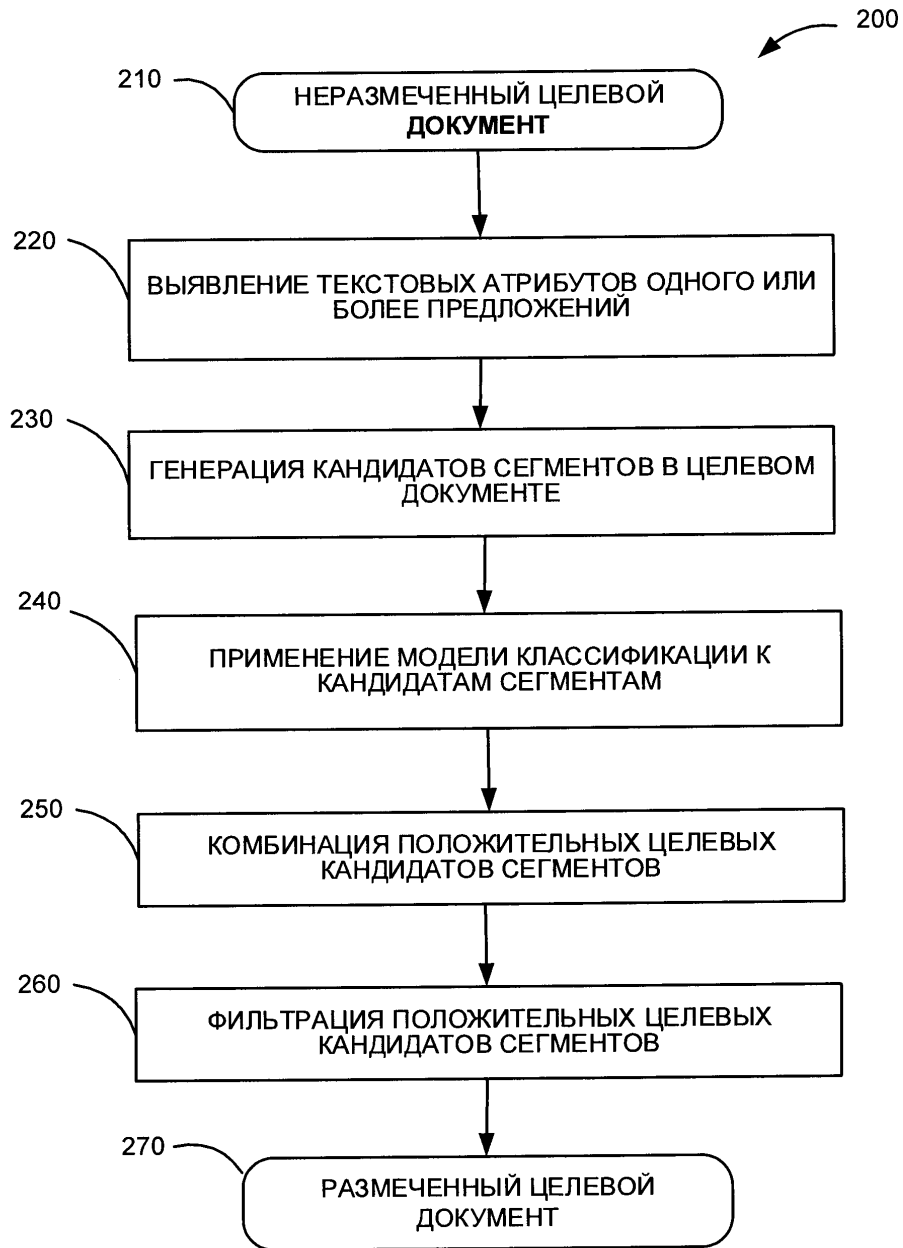 200
210
НЕРАЗМЕЧЕННЫЙ ЦЕЛЕВОЙ
ДОКУМЕНТ
220
ВЫЯВЛЕНИЕ ТЕКСТОВЫХ АТРИБУТОВ ОДНОГО ИЛИ
БОЛЕЕ ПРЕДЛОЖЕНИЙ
230
ГЕНЕРАЦИЯ КАНДИДАТОВ СЕГМЕНТОВ В ЦЕЛЕВОМ
ДОКУМЕНТЕ
240
ПРИМЕНЕНИЕ МОДЕЛИ КЛАССИФИКАЦИИ К
КАНДИДАТАМ СЕГМЕНТАМ
250
КОМБИНАЦИЯ ПОЛОЖИТЕЛЬНЫХ ЦЕЛЕВЫХ
КАНДИДАТОВ СЕГМЕНТОВ
260
ФИЛЬТРАЦИЯ ПОЛОЖИТЕЛЬНЫХ ЦЕЛЕВЫХ
КАНДИДАТОВ СЕГМЕНТОВ
270
РАЗМЕЧЕННЫЙ ЦЕЛЕВОЙ
ДОКУМЕНТ